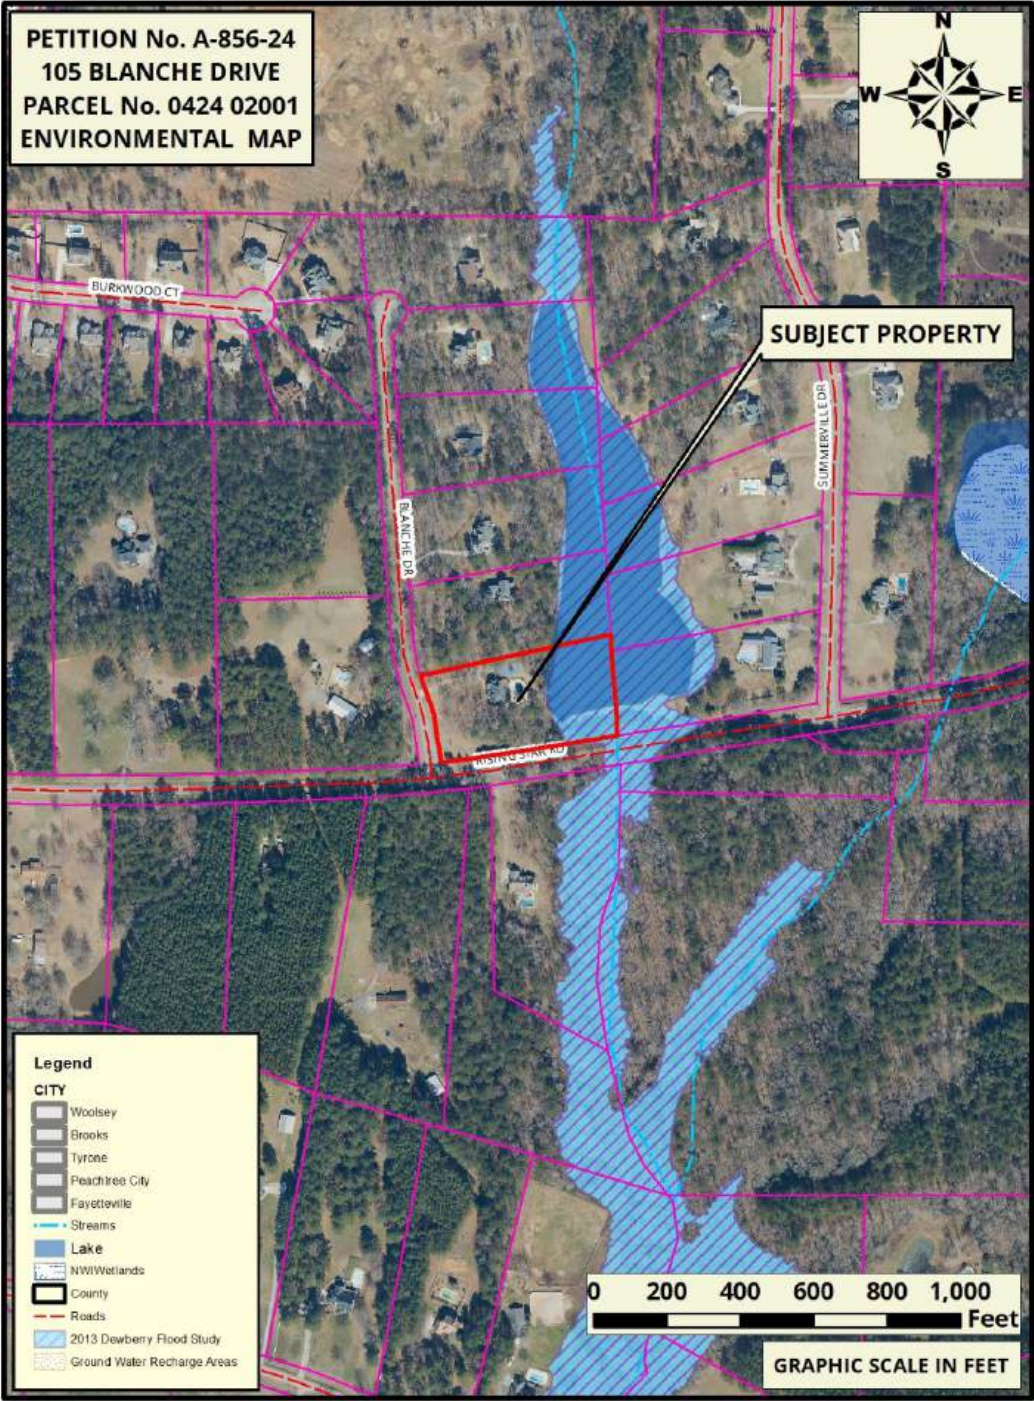 PETITION No. A-856-24
105 BLANCHE DRIVE
PARCEL No. 0424 02001
ENVIRONMENTAL MAP
N
W
E
S
BURKWOOD CT
SUBJECT PROPERTY
SUMMERVILLE DR
BLANCHE DR
RISING STAR RD
Legend
CITY
Woolsey
Brooks
Tyrone
Peachtree City
Fayetteville
Streams
Lake
NWIWetlands
County
Roads
2013 Dewberry Flood Study
Ground Water Recharge Areas
0 200 400 600 800 1,000
Feet
GRAPHIC SCALE IN FEET